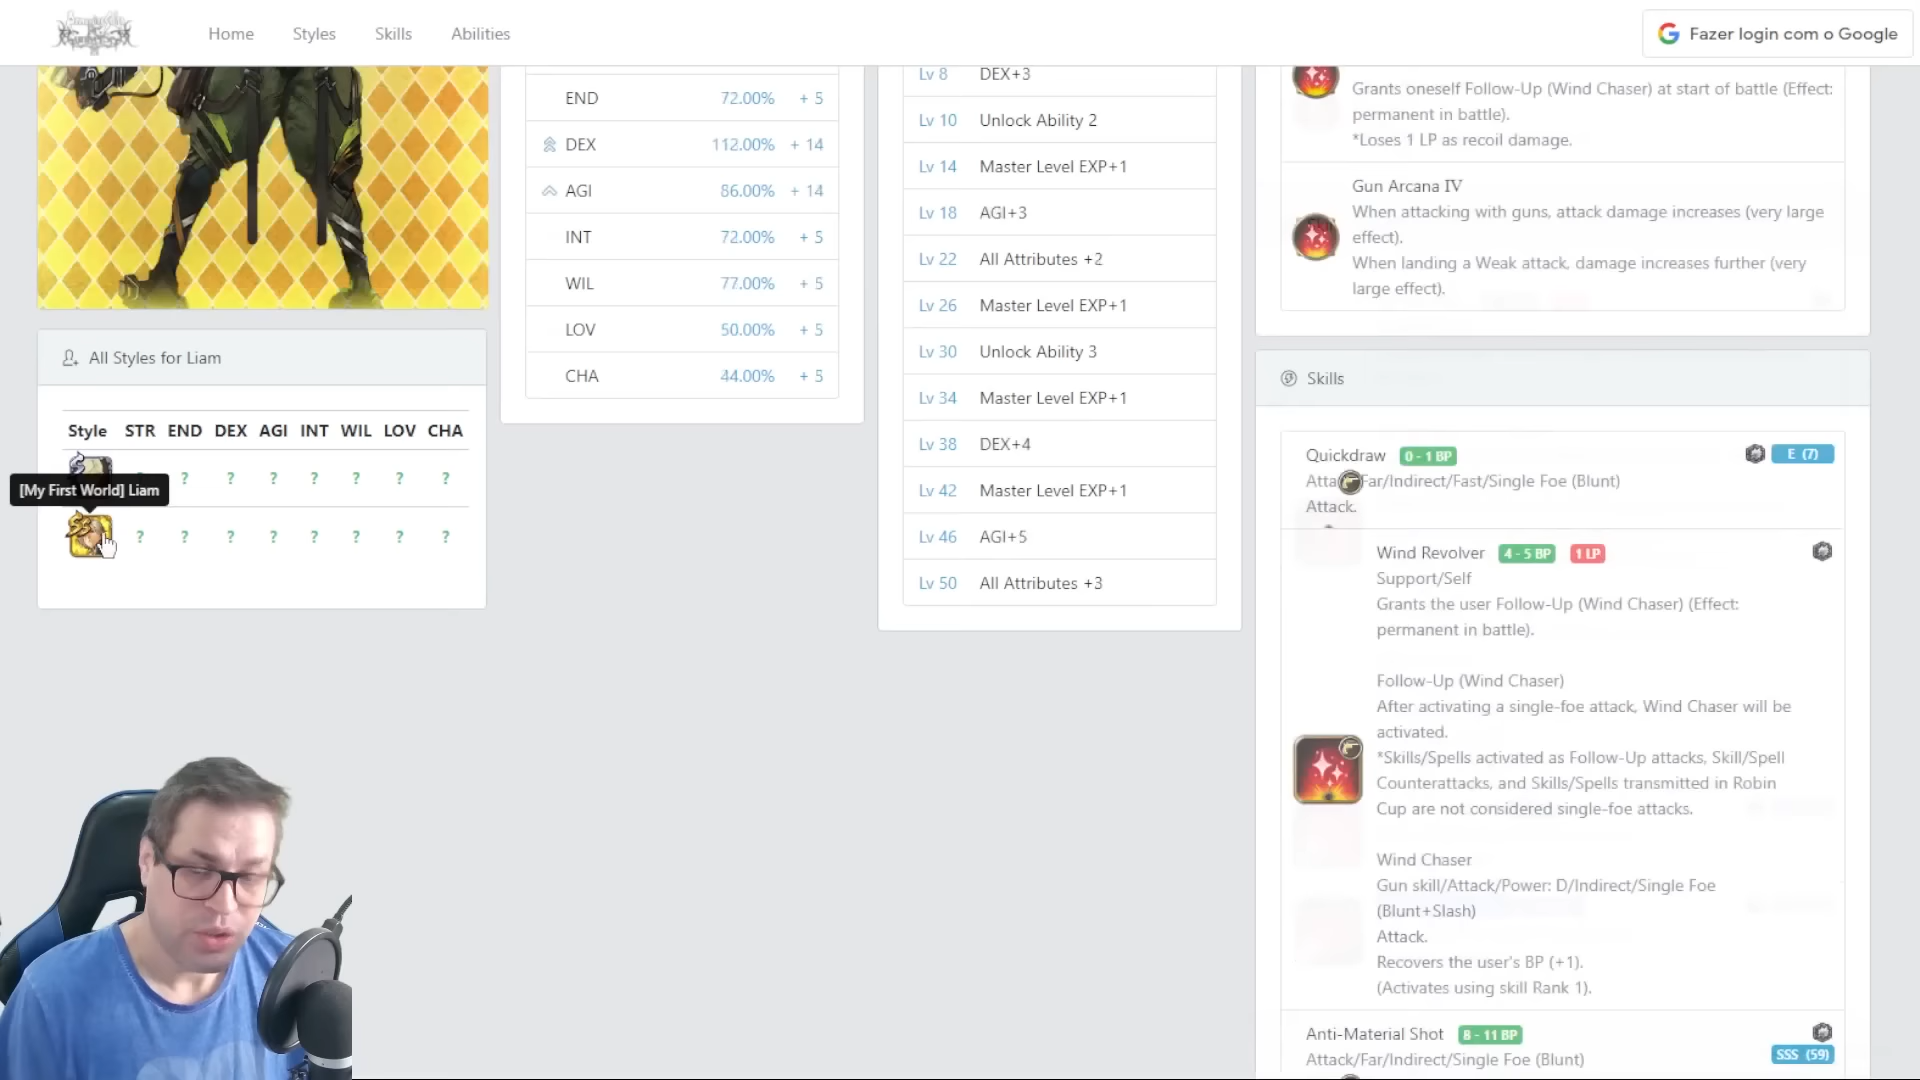 Home
Styles
Skills
Abilities
Fazer login com o Google
END 72.00% + 5
DEX 112.00% + 14
AGI 86.00% + 14
INT 72.00% + 5
WIL 77.00% + 5
LOV 50.00% + 5
CHA 44.00% + 5
All Styles for Liam
Style STR END DEX AGI INT WIL LOV CHA
? ? ? ? ? ? ?
[My First World] Liam
? ? ? ? ? ? ? ?
Lv 8 DEX+3
Lv 10 Unlock Ability 2
Lv 14 Master Level EXP+1
Lv 18 AGI+3
Lv 22 All Attributes +2
Lv 26 Master Level EXP+1
Lv 30 Unlock Ability 3
Lv 34 Master Level EXP+1
Lv 38 DEX+4
Lv 42 Master Level EXP+1
Lv 46 AGI+5
Lv 50 All Attributes +3
Grants oneself Follow-Up (Wind Chaser) at start of battle (Effect:
permanent in battle).
*Loses 1 LP as recoil damage.
Gun Arcana IV
When attacking with guns, attack damage increases (very large
effect).
When landing a Weak attack, damage increases further (very
large effect).
Skills
Quickdraw 0 - 1 BP E (7)
Far/Indirect/Fast/Single Foe (Blunt)
Attack.
Wind Revolver 4 - 5 BP 1 LP
Support/Self
Grants the user Follow-Up (Wind Chaser) (Effect:
permanent in battle).
Follow-Up (Wind Chaser)
After activating a single-foe attack, Wind Chaser will be
activated.
*Skills/Spells activated as Follow-Up attacks, Skill/Spell
Counterattacks, and Skills/Spells transmitted in Robin
Cup are not considered single-foe attacks.
Wind Chaser
Gun skill/Attack/Power: D/Indirect/Single Foe
(Blunt+Slash)
Attack.
Recovers the user's BP (+1).
(Activates using skill Rank 1).
Anti-Material Shot 8 - 11 BP
Attack/Far/Indirect/Single Foe (Blunt) SSS (59)